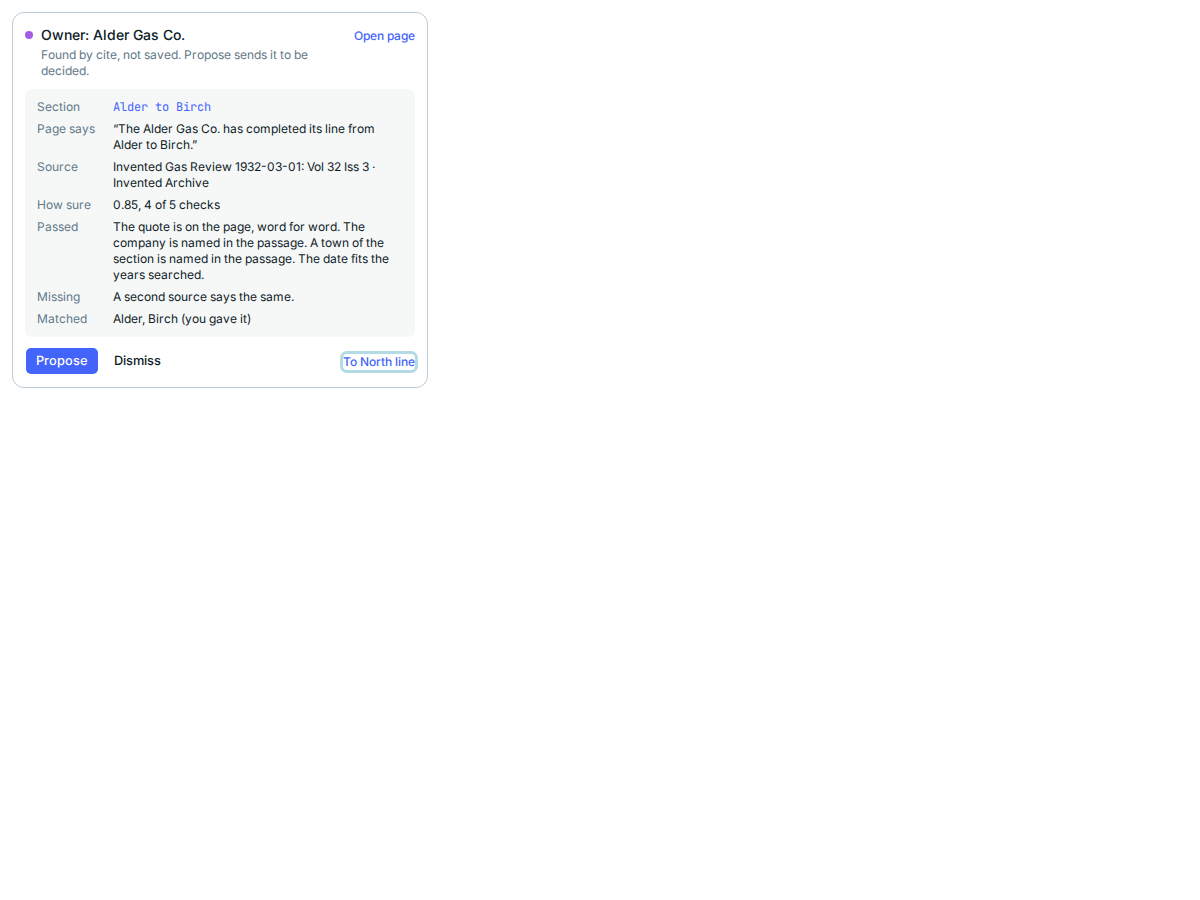 Owner: Alder Gas Co.
Open page
Found by cite, not saved. Propose sends it to be
decided.
Section Alder to Birch
Page says “The Alder Gas Co. has completed its line from
Alder to Birch.”
Source Invented Gas Review 1932-03-01: Vol 32 Iss 3 ·
Invented Archive
How sure 0.85, 4 of 5 checks
Passed The quote is on the page, word for word. The
company is named in the passage. A town of the
section is named in the passage. The date fits the
years searched.
Missing A second source says the same.
Matched Alder, Birch (you gave it)
Propose Dismiss To North line